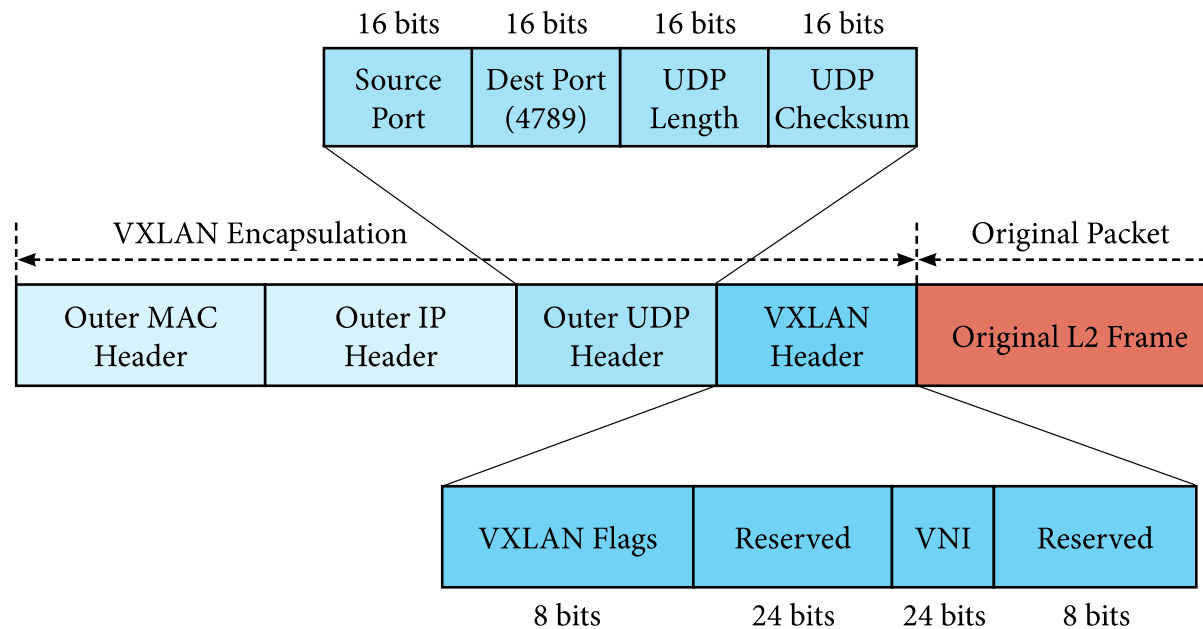 16 bits 16 bits 16 bits 16 bits
Source Port
Dest Port (4789)
UDP Length
UDP Checksum
VXLAN Encapsulation
Original Packet
Outer MAC Header
Outer IP Header
Outer UDP Header
VXLAN Header
Original L2 Frame
VXLAN Flags
Reserved
VNI
Reserved
8 bits 24 bits 24 bits 8 bits